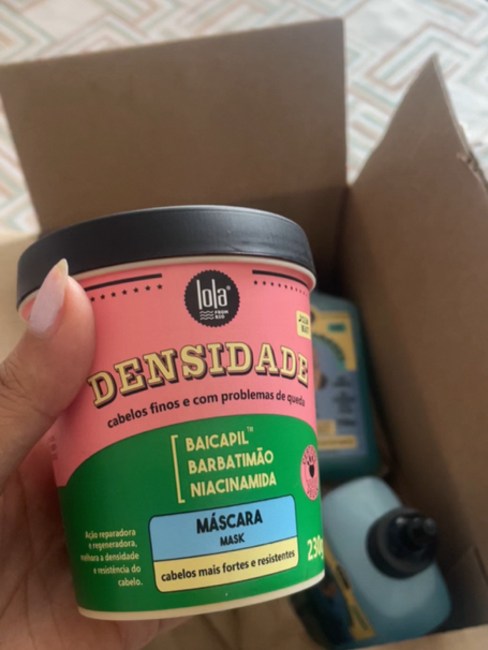 lola®
FROM
RIO
DENSIDADE
cabelos finos e com problemas de queda
BAICAPIL™
BARBATIMÃO
NIACINAMIDA
MÁSCARA
MASK
cabelos mais fortes e resistentes
230g
Ação reparadora
e regeneradora,
melhora a densidade
e resistência do
cabelo.